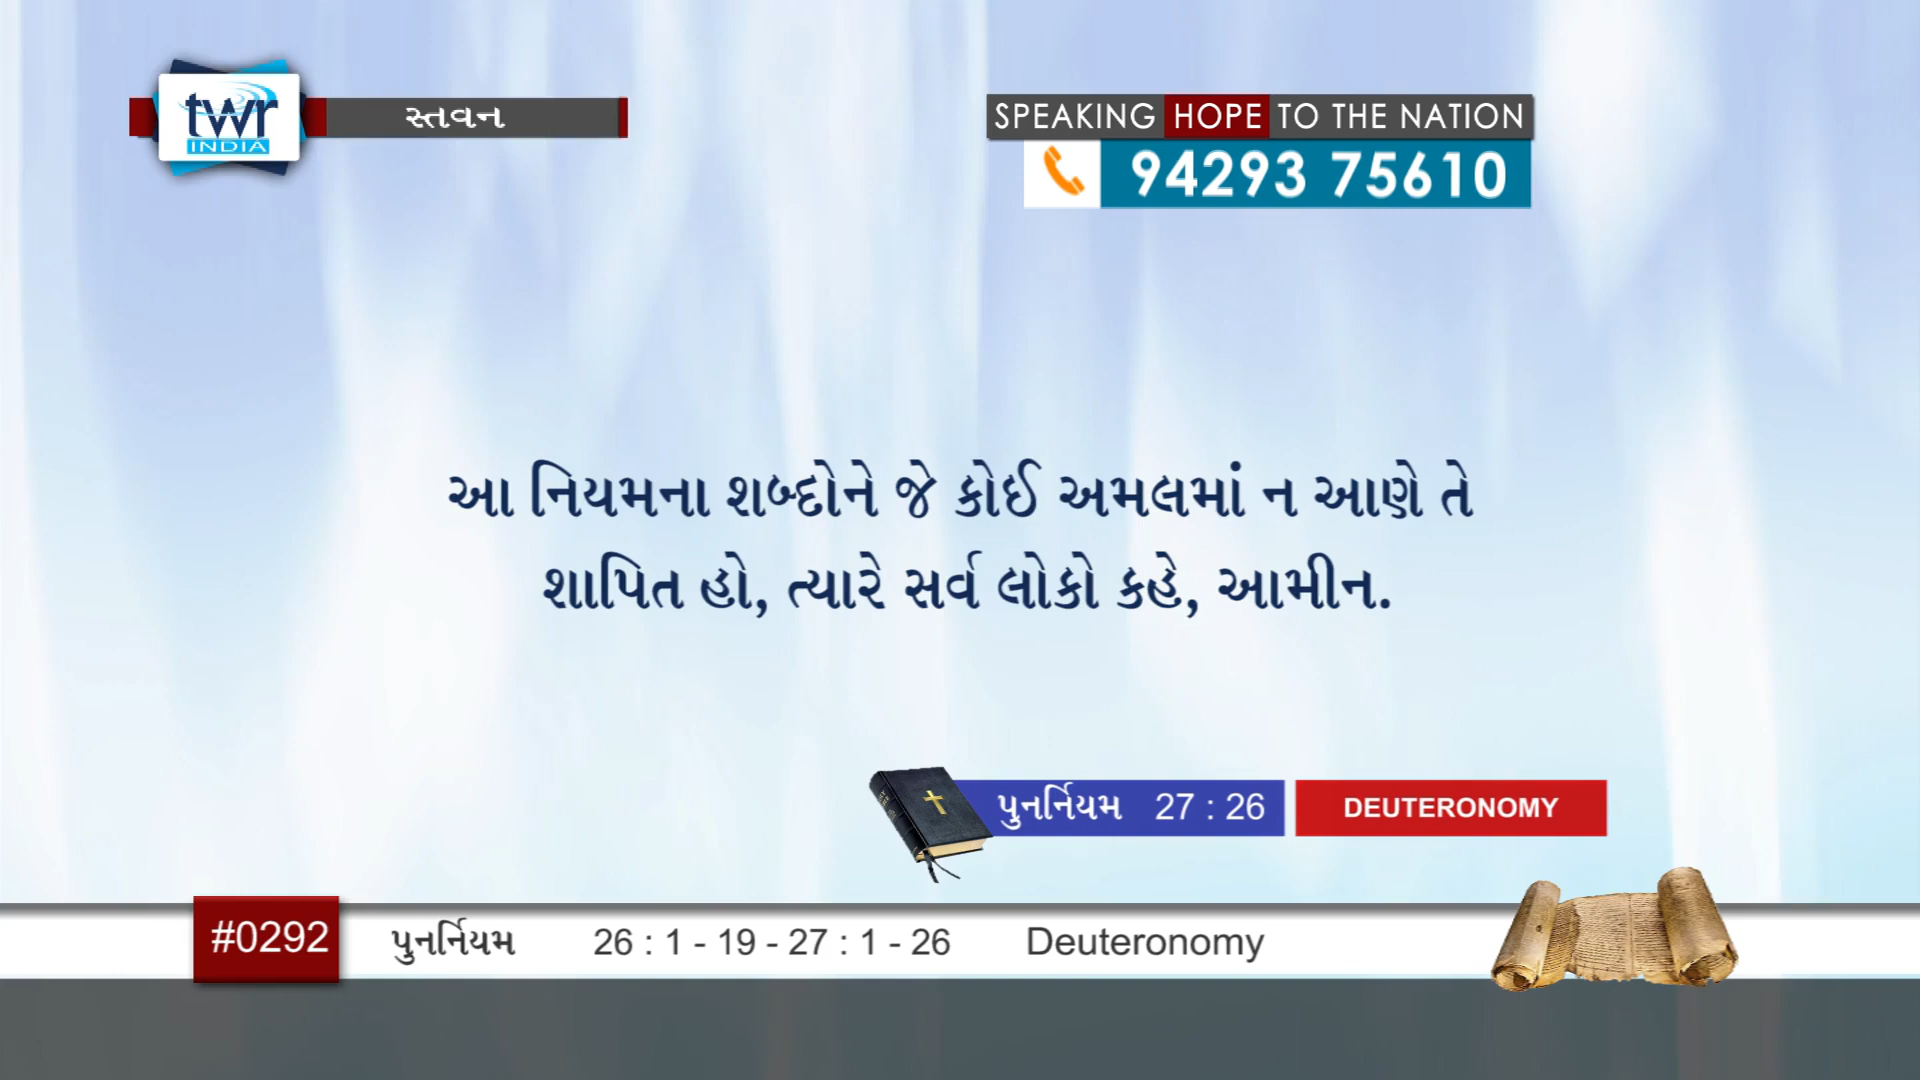 twr
INDIA
સ્તવન
SPEAKING HOPE TO THE NATION
94293 75610
આ નિયમના શબ્દોને જે કોઈ અમલમાં ન આણે તે
શાપિત હો, ત્યારે સર્વ લોકો કહે, આમીન.
પુનર્નિયમ 27 : 26 DEUTERONOMY
#0292 પુનર્નિયમ 26 : 1 - 19 - 27 : 1 - 26 Deuteronomy